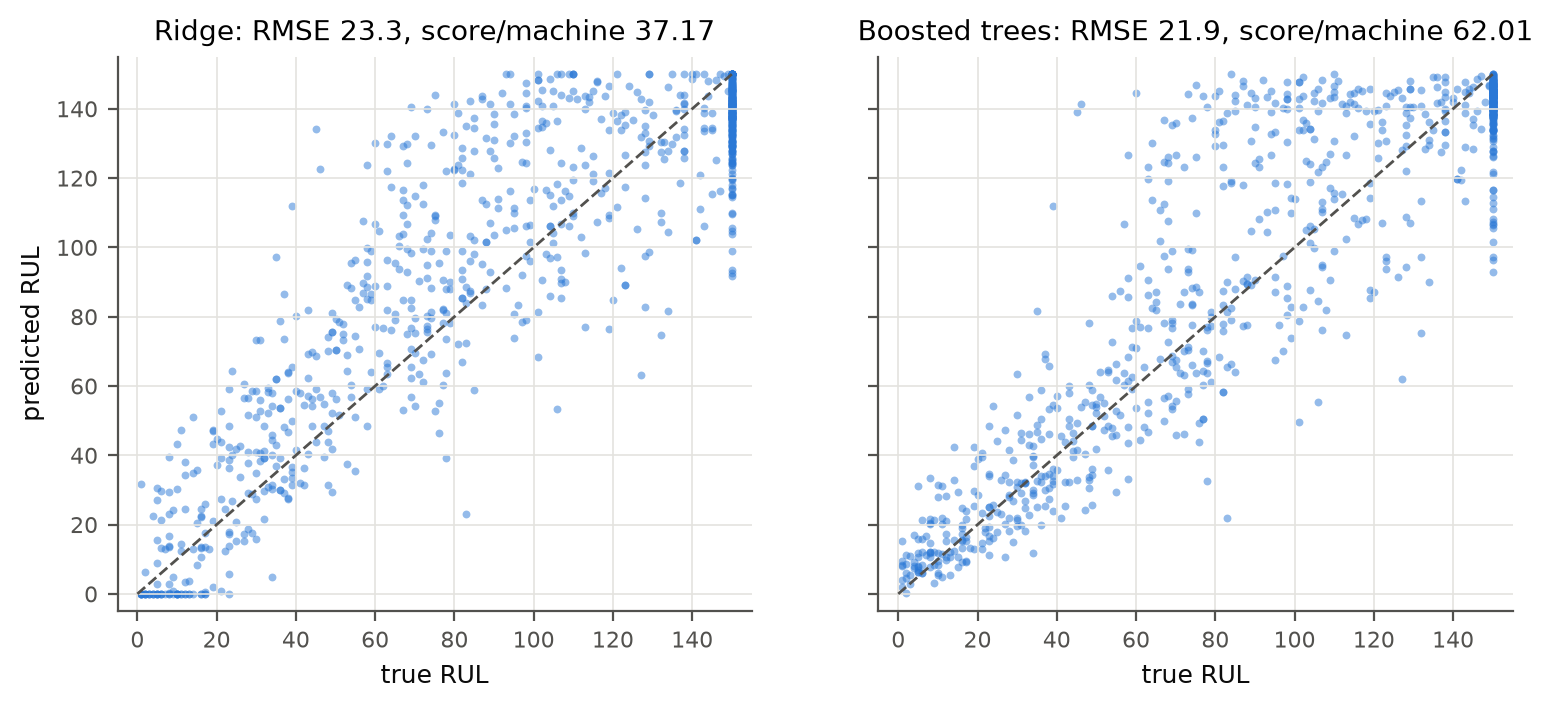 Ridge: RMSE 23.3, score/machine 37.17
Boosted trees: RMSE 21.9, score/machine 62.01
predicted RUL
140
120
100
80
60
40
20
0
0 20 40 60 80 100 120 140
true RUL
0 20 40 60 80 100 120 140
true RUL